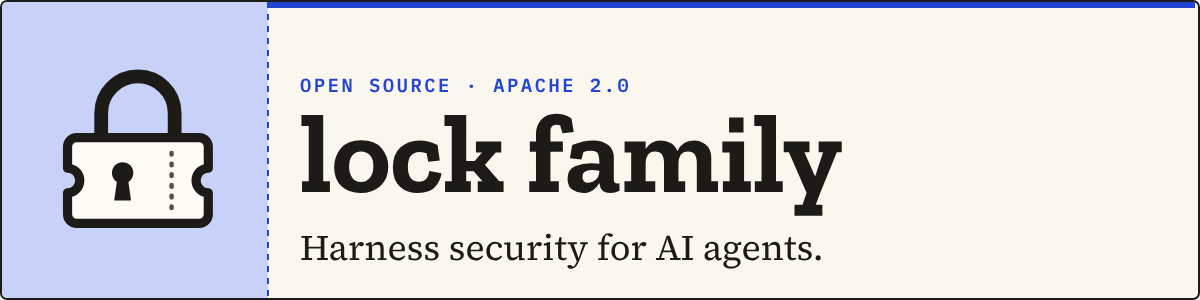 OPEN SOURCE · APACHE 2.0
lock family
Harness security for AI agents.